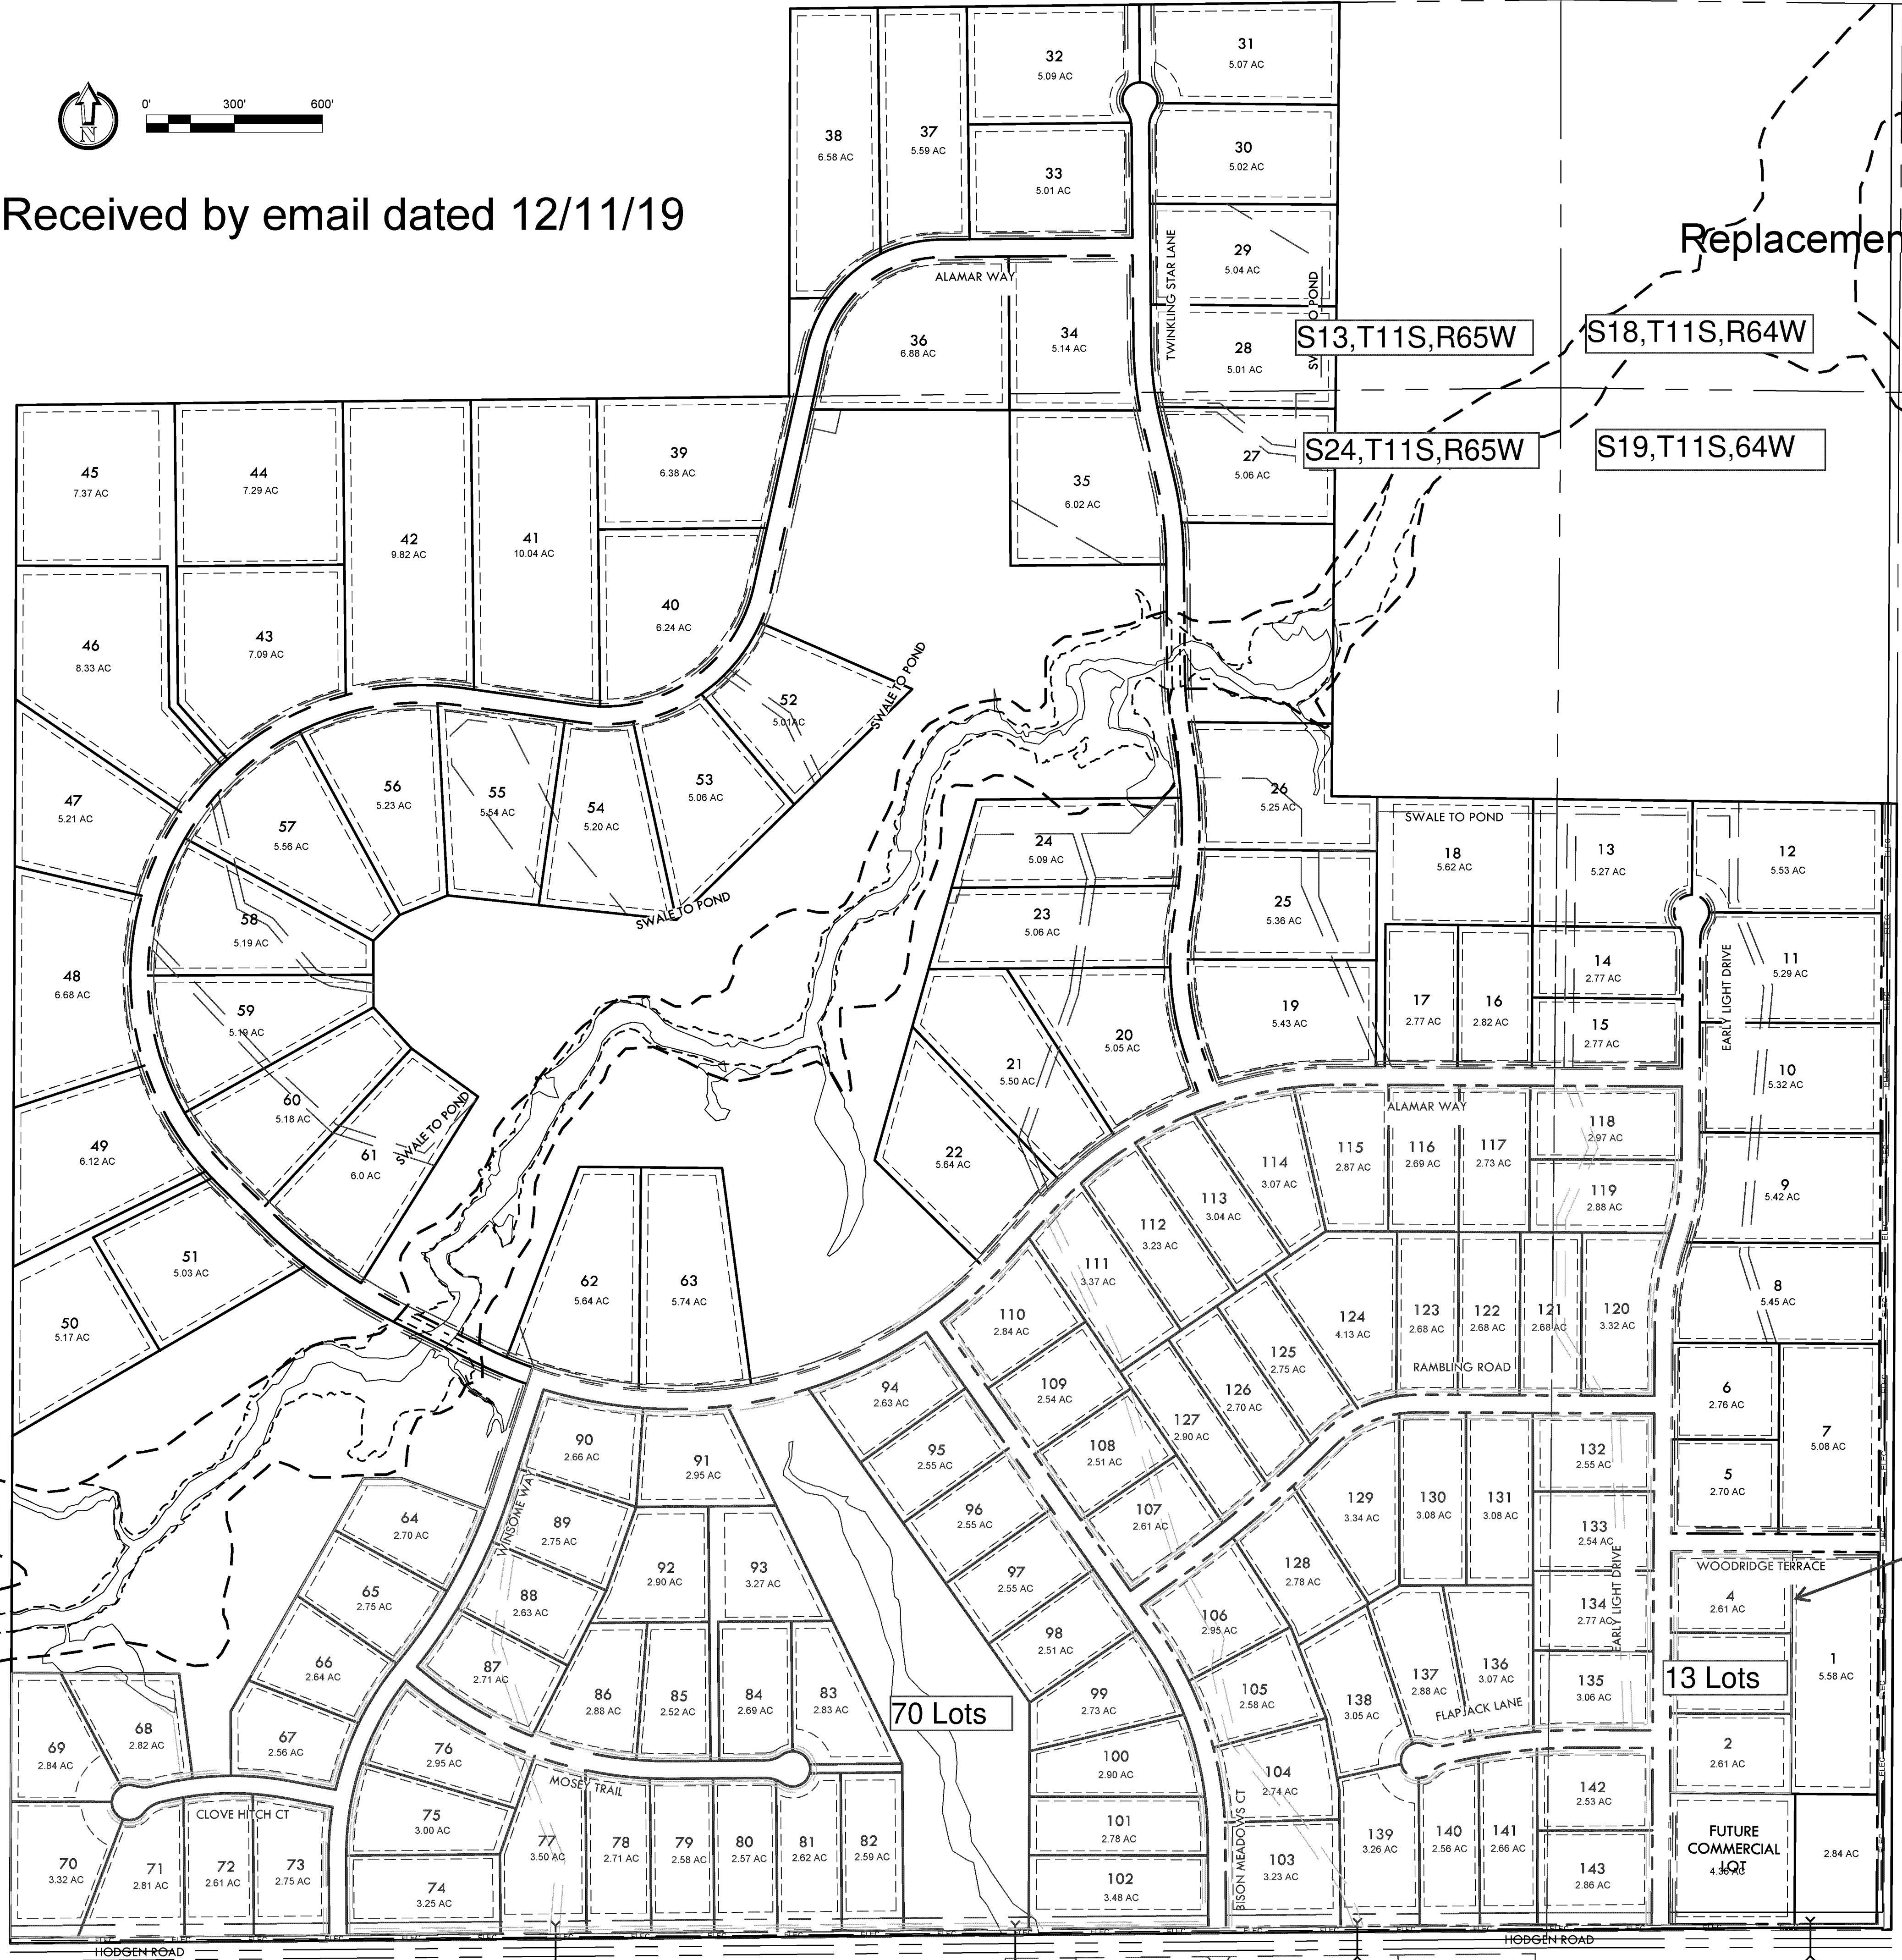 0' 300' 600'
N
Received by email dated 12/11/19
Replacemen
32
5.09 AC
31
5.07 AC
38
6.58 AC
37
5.59 AC
33
5.01 AC
30
5.02 AC
29
5.04 AC
TWINKLING STAR LANE
ALAMAR WAY
36
6.88 AC
34
5.14 AC
28
5.01 AC
S13,T11S,R65W
S18,T11S,R64W
S24,T11S,R65W
S19,T11S,64W
45
7.37 AC
44
7.29 AC
42
9.82 AC
41
10.04 AC
39
6.38 AC
35
6.02 AC
27
5.06 AC
46
8.33 AC
43
7.09 AC
40
6.24 AC
52
5.01AC
SWALE TO POND
47
5.21 AC
57
5.56 AC
56
5.23 AC
55
5.54 AC
54
5.20 AC
53
5.06 AC
SWALE TO POND
26
5.25 AC
24
5.09 AC
SWALE TO POND
18
5.62 AC
13
5.27 AC
12
5.53 AC
58
5.19 AC
23
5.06 AC
25
5.36 AC
48
6.68 AC
59
5.19 AC
14
2.77 AC
11
5.29 AC
EARLY LIGHT DRIVE
17
2.77 AC
16
2.82 AC
15
2.77 AC
19
5.43 AC
20
5.05 AC
21
5.50 AC
10
5.32 AC
60
5.18 AC
61
6.0 AC
SWALE TO POND
49
6.12 AC
22
5.64 AC
ALAMAR WAY
118
2.97 AC
115
2.87 AC
116
2.69 AC
117
2.73 AC
114
3.07 AC
119
2.88 AC
9
5.42 AC
113
3.04 AC
112
3.23 AC
111
3.37 AC
51
5.03 AC
50
5.17 AC
62
5.64 AC
63
5.74 AC
8
5.45 AC
110
2.84 AC
124
4.13 AC
123
2.68 AC
122
2.68 AC
121
2.68 AC
120
3.32 AC
RAMBLING ROAD
125
2.75 AC
126
2.70 AC
127
2.90 AC
109
2.54 AC
94
2.63 AC
6
2.76 AC
7
5.08 AC
90
2.66 AC
91
2.95 AC
95
2.55 AC
108
2.51 AC
132
2.55 AC
5
2.70 AC
WINSOME WAY
64
2.70 AC
89
2.75 AC
96
2.55 AC
107
2.61 AC
129
3.34 AC
130
3.08 AC
131
3.08 AC
133
2.54 AC
EARLY LIGHT DRIVE
WOODRIDGE TERRACE
65
2.75 AC
88
2.63 AC
92
2.90 AC
93
3.27 AC
97
2.55 AC
128
2.78 AC
134
2.77 AC
4
2.61 AC
106
2.95 AC
98
2.51 AC
66
2.64 AC
87
2.71 AC
86
2.88 AC
85
2.52 AC
84
2.69 AC
83
2.83 AC
70 Lots
99
2.73 AC
105
2.58 AC
138
3.05 AC
137
2.88 AC
136
3.07 AC
135
3.06 AC
13 Lots
1
5.58 AC
FLAPJACK LANE
68
2.82 AC
69
2.84 AC
67
2.56 AC
76
2.95 AC
100
2.90 AC
104
2.74 AC
2
2.61 AC
MOSEY TRAIL
CLOVE HITCH CT
75
3.00 AC
101
2.78 AC
142
2.53 AC
77
3.50 AC
78
2.71 AC
79
2.58 AC
80
2.57 AC
81
2.62 AC
82
2.59 AC
BISON MEADOWS CT
103
3.23 AC
139
3.26 AC
140
2.56 AC
141
2.66 AC
FUTURE
COMMERCIAL
LOT
2.84 AC
70
3.32 AC
71
2.81 AC
72
2.61 AC
73
2.75 AC
74
3.25 AC
102
3.48 AC
143
2.86 AC
HODGEN ROAD
HODGEN ROAD